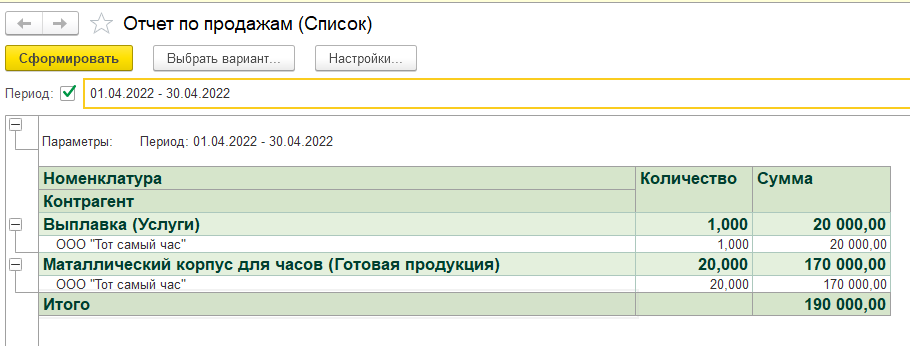 Отчет по продажам (Список)
Сформировать Выбрать вариант... Настройки...
Период: 01.04.2022 - 30.04.2022
Параметры: Период: 01.04.2022 - 30.04.2022
Номенклатура Количество Сумма
Контрагент
Выплавка (Услуги) 1,000 20 000,00
ООО "Тот самый час" 1,000 20 000,00
Маталлический корпус для часов (Готовая продукция) 20,000 170 000,00
ООО "Тот самый час" 20,000 170 000,00
Итого 190 000,00